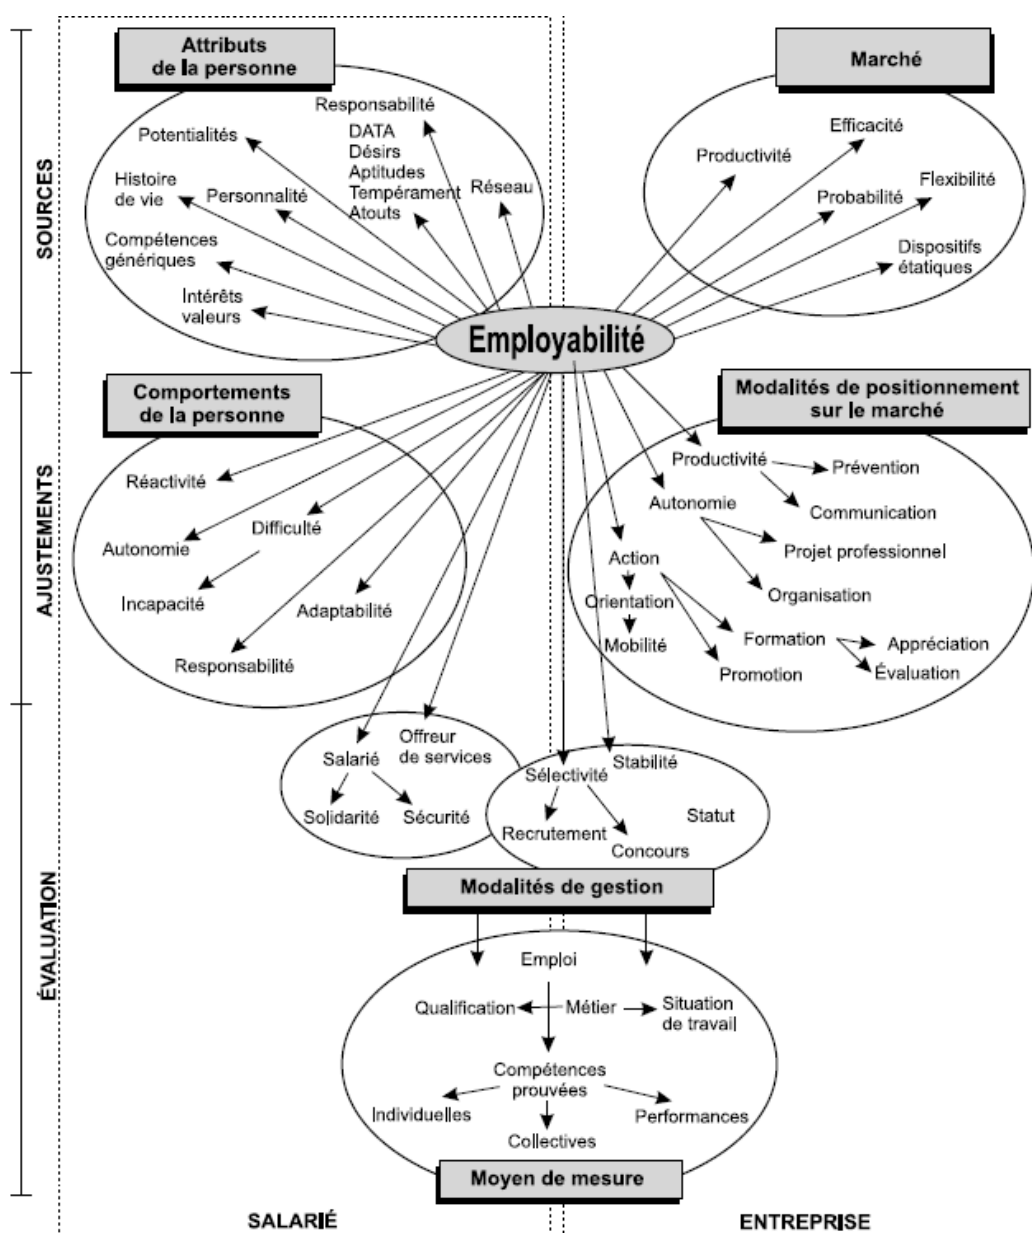 Attributs
de la personne
Marché
SOURCES
Responsabilité
Potentialités
DATA
Désirs
Aptitudes
Tempérament
Atouts
Réseau
Histoire
de vie
Personnalité
Compétences
génériques
Intérêts
valeurs
Efficacité
Productivité
Flexibilité
Probabilité
Dispositifs
étatiques
Employabilité
AJUSTEMENTS
Comportements
de la personne
Modalités de positionnement
sur le marché
Réactivité
Difficulté
Autonomie
Incapacité
Adaptabilité
Responsabilité
Productivité
Prévention
Autonomie
Communication
Projet professionnel
Action
Organisation
Orientation
Mobilité
Formation
Appréciation
Évaluation
Promotion
ÉVALUATION
Salarié
Offreur
de services
Solidarité
Sécurité
Sélectivité
Stabilité
Statut
Recrutement
Concours
Modalités de gestion
Emploi
Qualification
Métier
Situation
de travail
Compétences
prouvées
Individuelles
Performances
Collectives
Moyen de mesure
SALARIÉ
ENTREPRISE